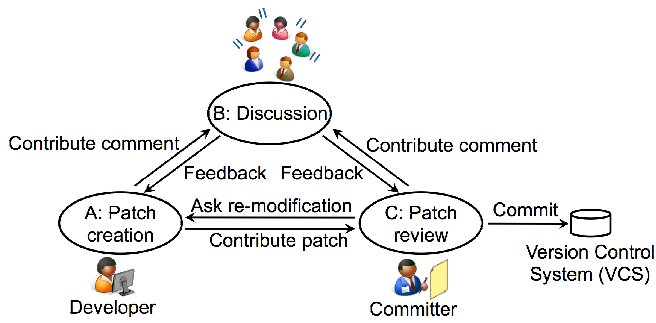 B: Discussion
Contribute comment
Contribute comment
Feedback
Feedback
A: Patch
creation
Ask re-modification
Contribute patch
C: Patch
review
Commit
Version Control
System (VCS)
Developer
Committer